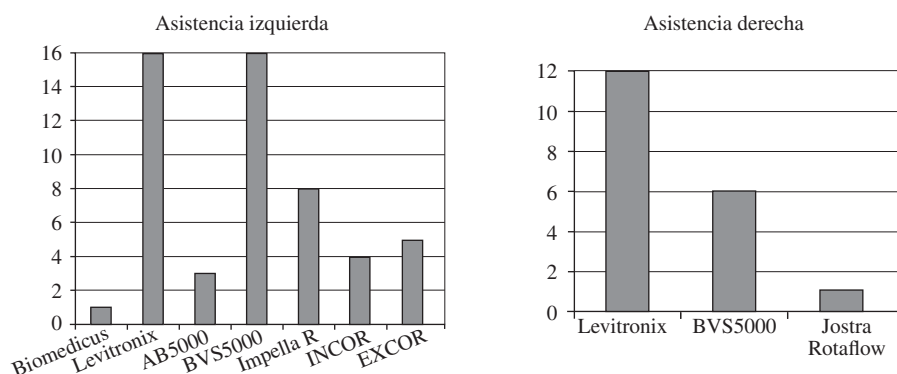 Asistencia izquierda
16
14
12
10
8
6
4
2
0
Biomedicus
Levitronix
AB5000
BVS5000
Impella R
INCOR
EXCOR
Asistencia derecha
12
10
8
6
4
2
0
Levitronix
BVS5000
Jostra
Rotaflow